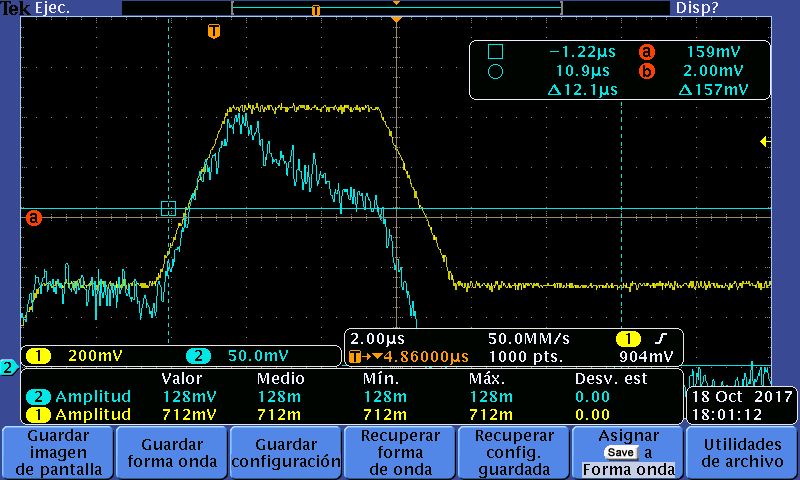 Tek Ejec. Disp?
T
T
−1.22µs a 159mV
10.9µs b 2.00mV
Δ12.1µs Δ157mV
a
2
1 200mV 2 50.0mV
2.00µs 50.0MM/s 1
T→▼4.86000µs 1000 pts. 904mV
Valor Medio Mín. Máx. Desv. est
2 Amplitud 128mV 128m 128m 128m 0.00
1 Amplitud 712mV 712m 712m 712m 0.00
18 Oct 2017
18:01:12
Guardar
imagen
de pantalla
Guardar
forma onda
Guardar
configuración
Recuperar
forma
de onda
Recuperar
config.
guardada
Asignar
Save a
Forma onda
Utilidades
de archivo